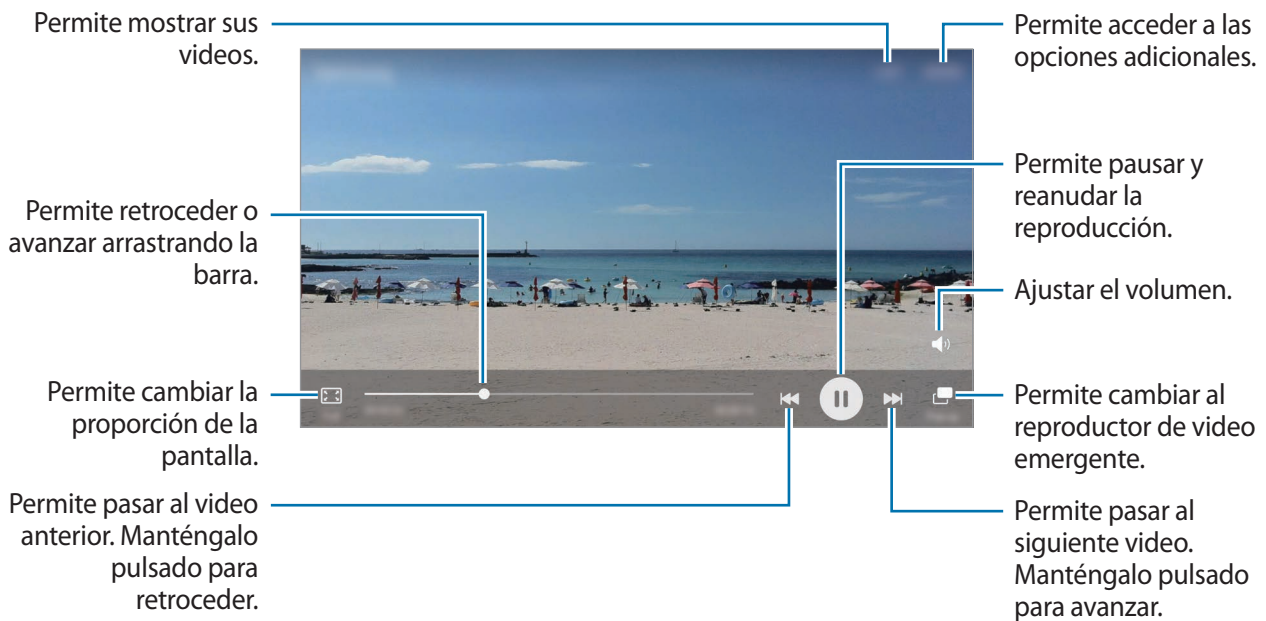 Permite mostrar sus
videos.
Permite acceder a las
opciones adicionales.
Permite pausar y
reanudar la
reproducción.
Permite retroceder o
avanzar arrastrando la
barra.
Ajustar el volumen.
Permite cambiar la
proporción de la
pantalla.
Permite cambiar al
reproductor de video
emergente.
Permite pasar al video
anterior. Manténgalo
pulsado para
retroceder.
Permite pasar al
siguiente video.
Manténgalo pulsado
para avanzar.